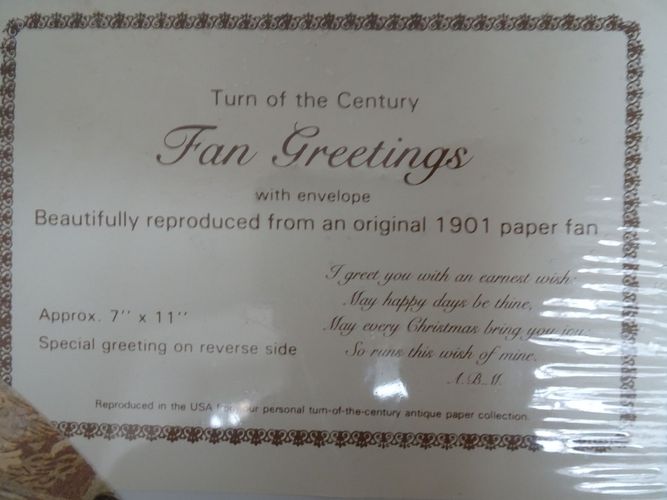 Turn of the Century
Fan Greetings
with envelope
Beautifully reproduced from an original 1901 paper fan
I greet you with an earnest wish:
May happy days be thine,
Approx. 7'' x 11''
May every Christmas bring you joy:
Special greeting on reverse side
So runs this wish of mine.
A.B.M.
Reproduced in the USA from our personal turn-of-the-century antique paper collection.